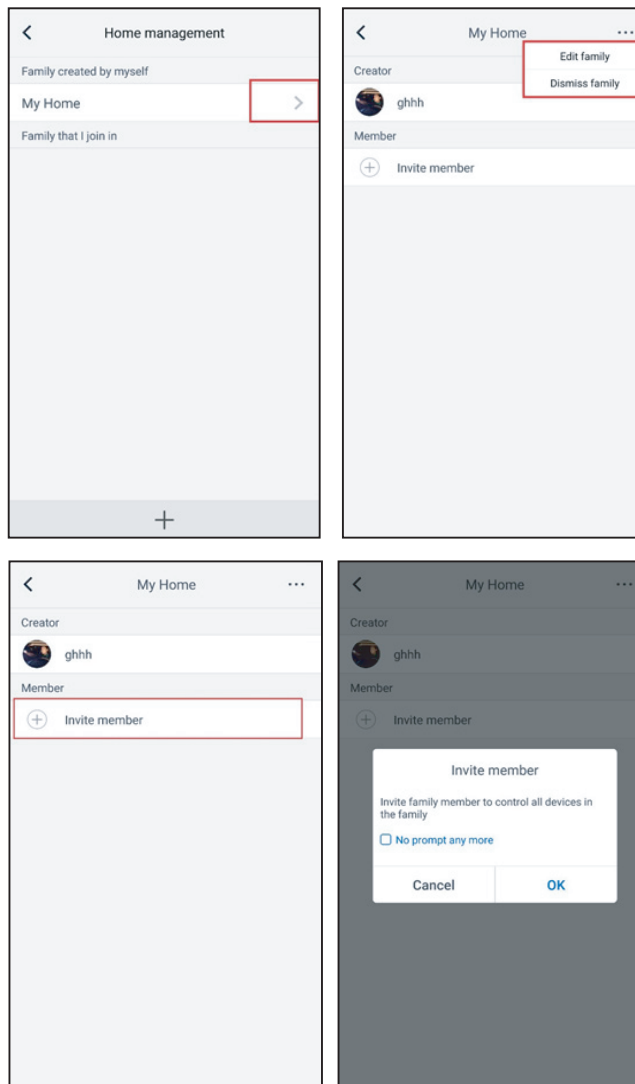 Home management
Family created by myself
My Home
Family that I join in
My Home
Edit family
Dismiss family
Creator
ghhh
Member
Invite member
My Home
Creator
ghhh
Member
Invite member
My Home
Creator
ghhh
Member
Invite member
Invite member
Invite family member to control all devices in
the family
No prompt any more
Cancel OK